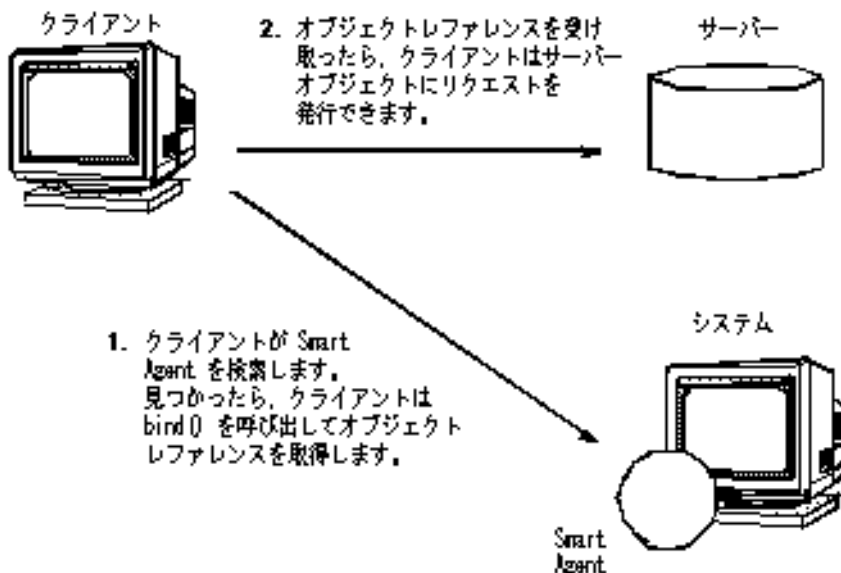 クライアント
2. オブジェクトレファレンスを受け
取ったら, クライアントはサーバー
オブジェクトにリクエストを
発行できます。
サーバー
1. クライアントが Smart
Agent を検索します。
見つかったら, クライアントは
bind() を呼び出してオブジェクト
レファレンスを取得します。
システム
Smart
Agent